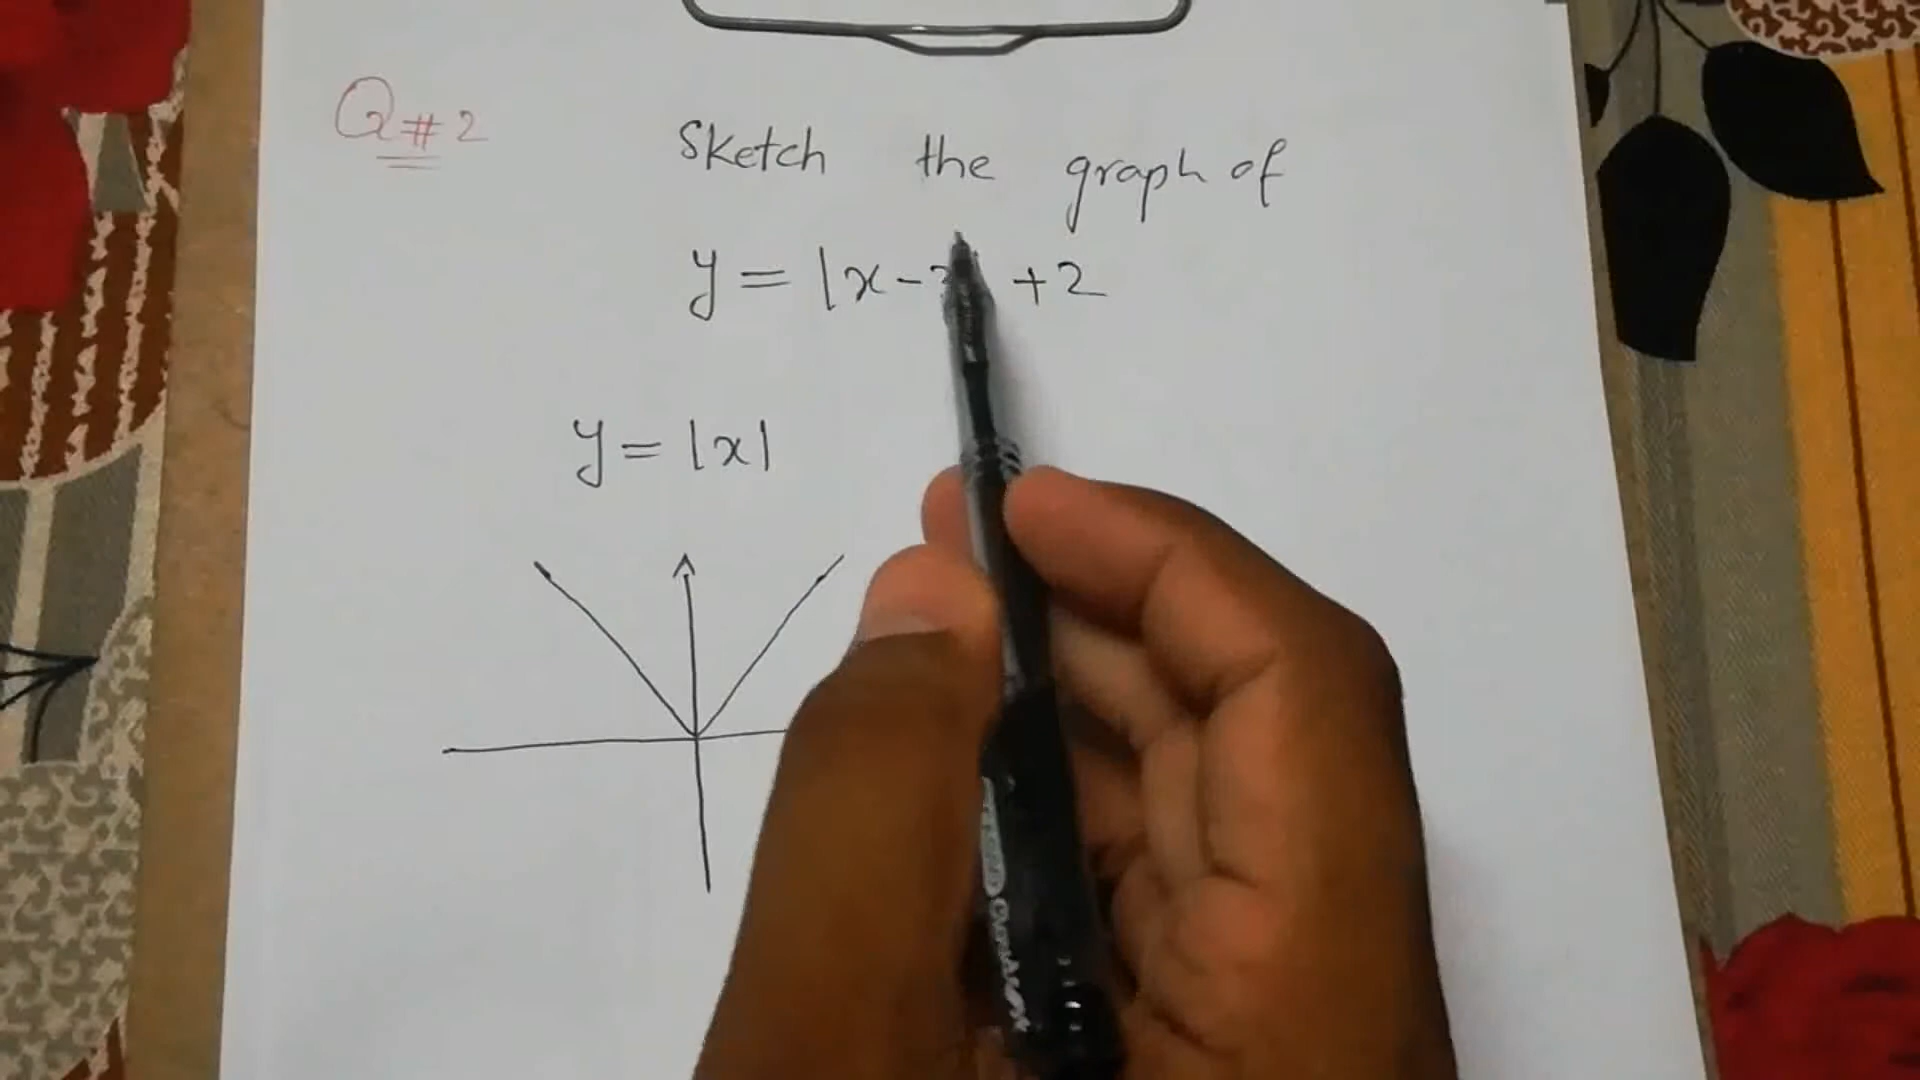 Q#2
Sketch the graph of
y = |x - +2
y = |x|